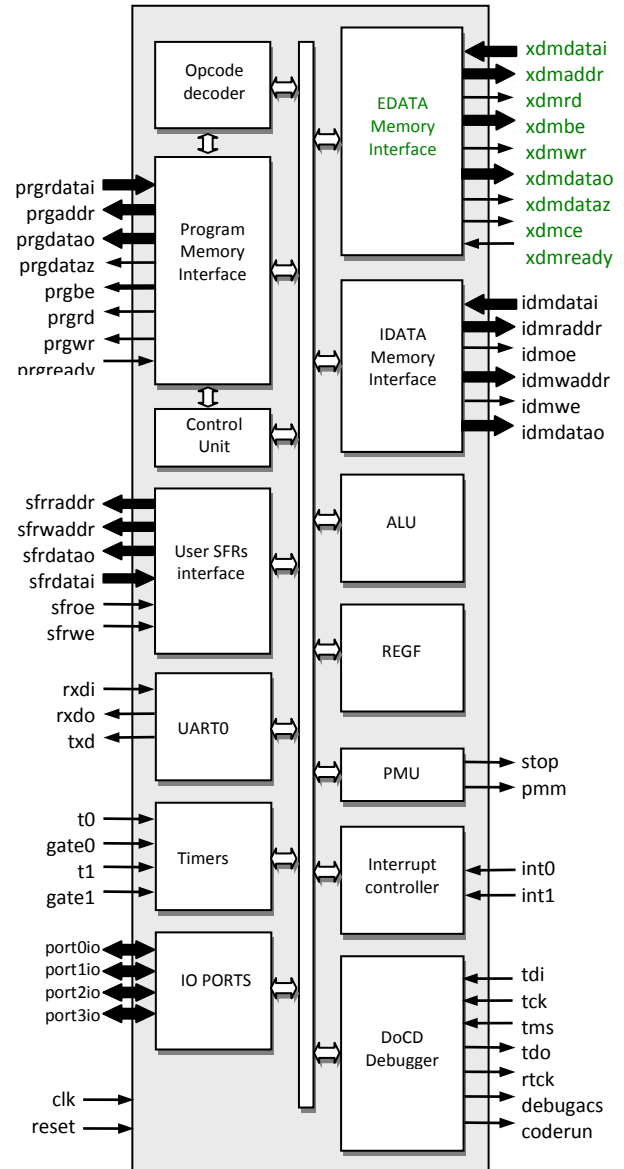 Opcode
decoder
prgrdatai
prgaddr
prgdatao
prgdataz
prgbe
prgrd
prgwr
prgready
Program
Memory
Interface
Control
Unit
sfrraddr
sfrwaddr
sfrdatao
sfrdatai
sfroe
sfrwe
User SFRs
interface
rxdi
rxdo
txd
UART0
t0
gate0
t1
gate1
Timers
port0io
port1io
port2io
port3io
IO PORTS
clk
reset
EDATA
Memory
Interface
xdmdatai
xdmaddr
xdmrd
xdmbe
xdmwr
xdmdatao
xdmdataz
xdmce
xdmready
IDATA
Memory
Interface
idmdatai
idmraddr
idmoe
idmwaddr
idmwe
idmdatao
ALU
REGF
PMU
stop
pmm
Interrupt
controller
int0
int1
DoCD
Debugger
tdi
tck
tms
tdo
rtck
debugacs
coderun